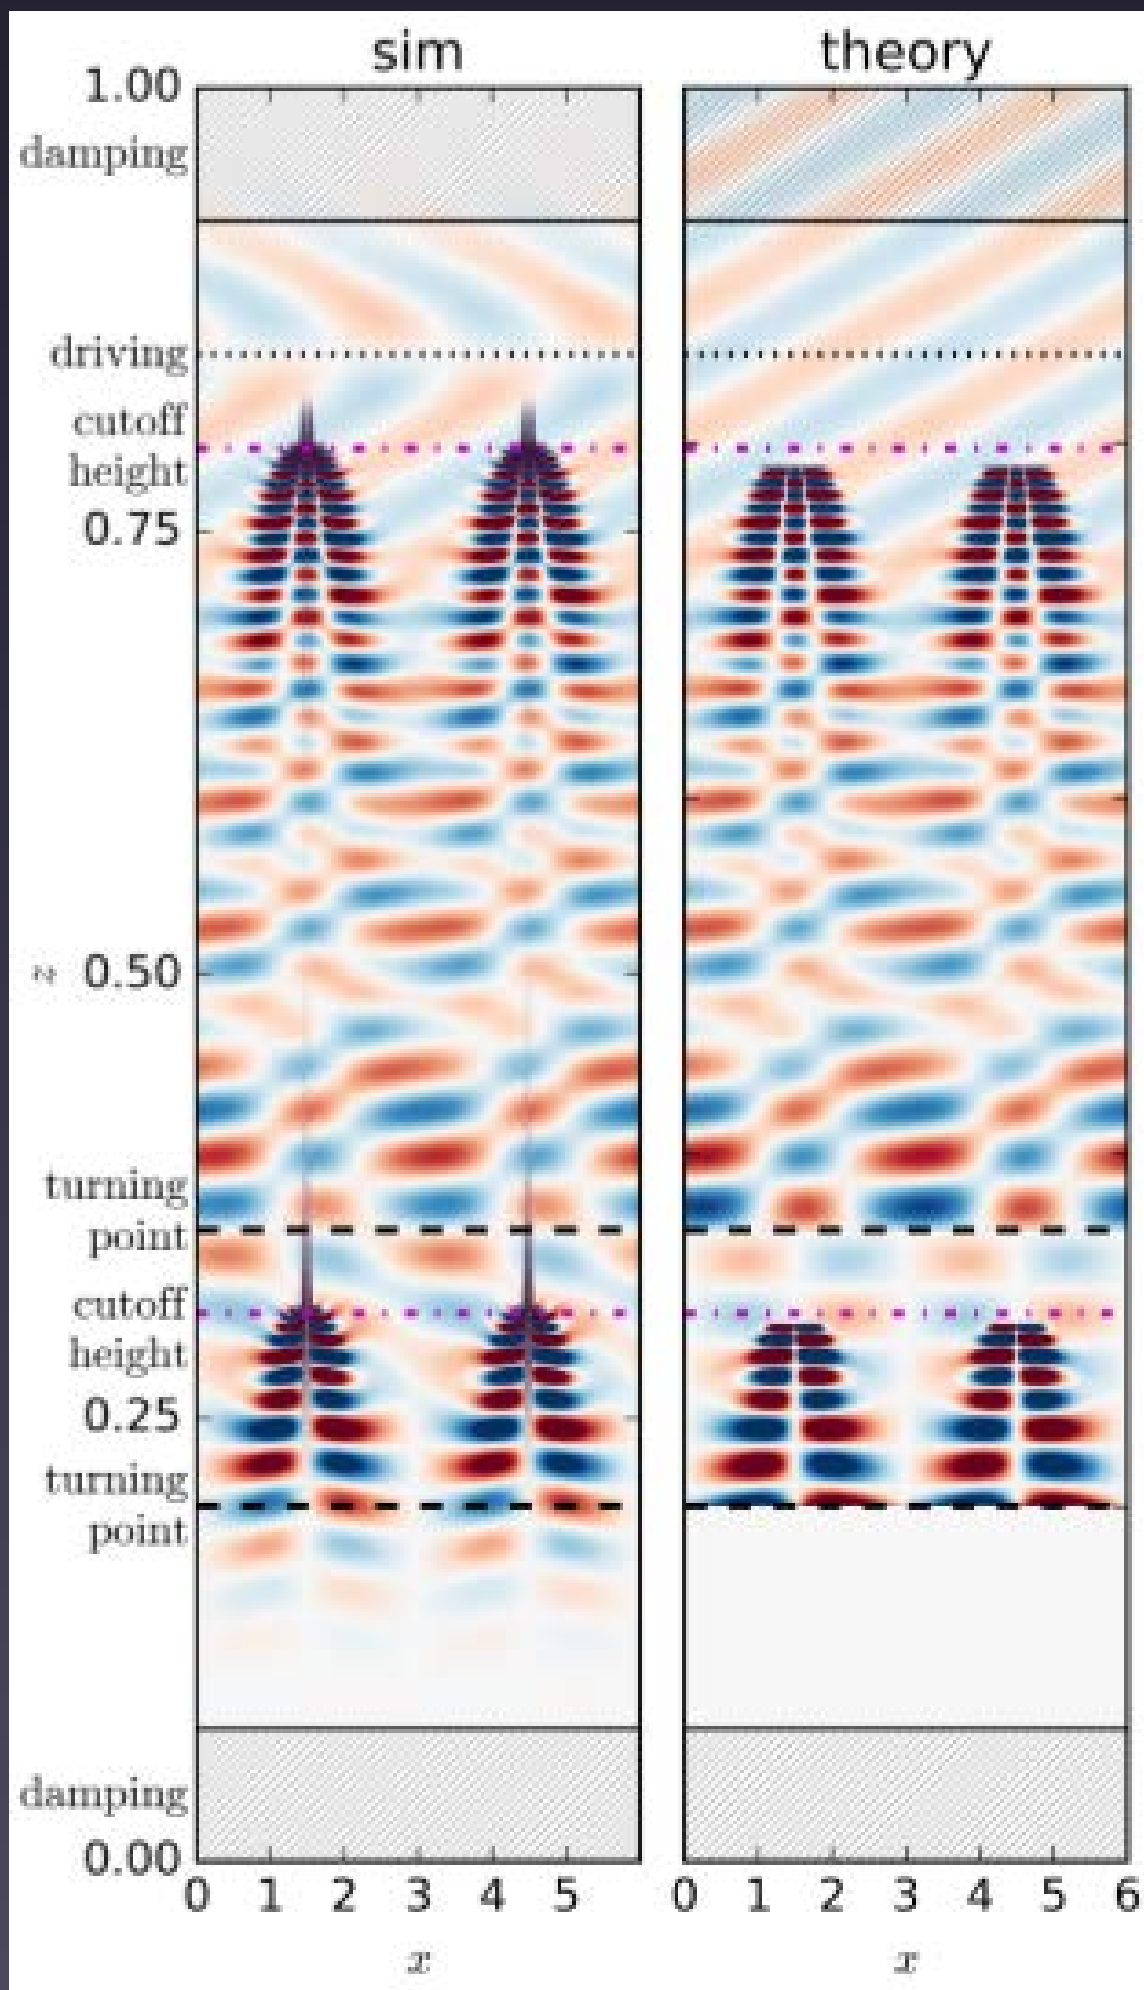 sim
theory
1.00
damping
driving
cutoff
height
0.75
z 0.50
turning
point
cutoff
height
0.25
turning
point
damping
0.00
0 1 2 3 4 5
0 1 2 3 4 5 6
x
x